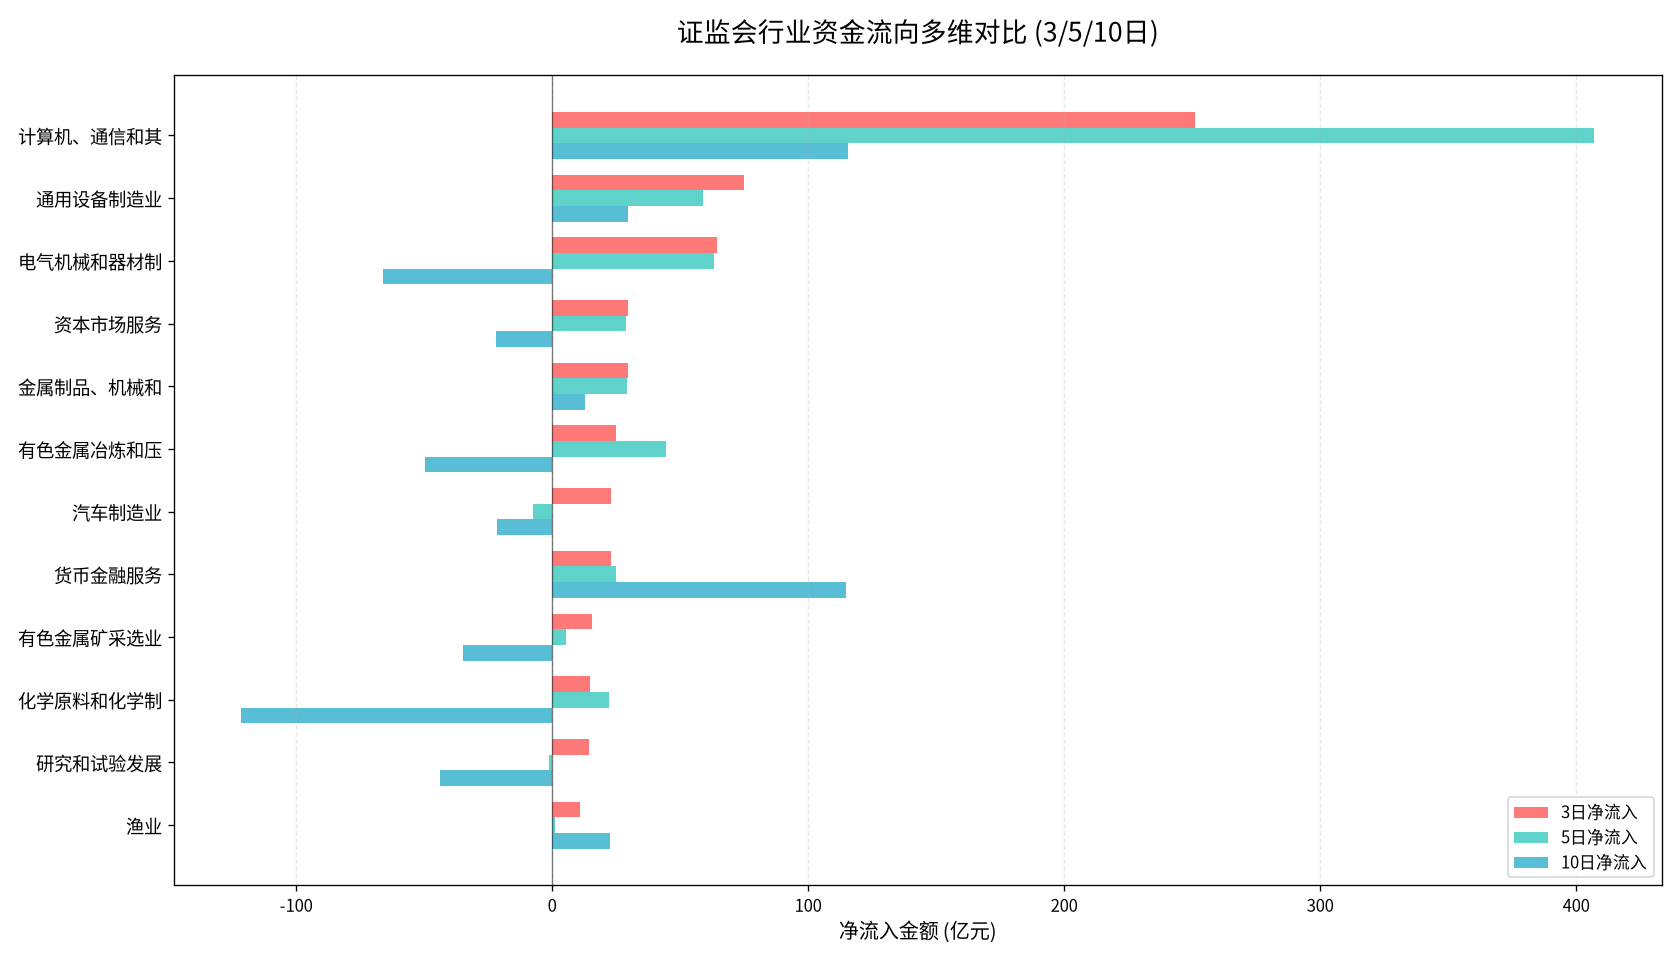 证监会行业资金流向多维对比 (3/5/10日)
计算机、通信和其
通用设备制造业
电气机械和器材制
资本市场服务
金属制品、机械和
有色金属冶炼和压
汽车制造业
货币金融服务
有色金属矿采选业
化学原料和化学制
研究和试验发展
渔业
3日净流入
5日净流入
10日净流入
-100 0 100 200 300 400
净流入金额 (亿元)